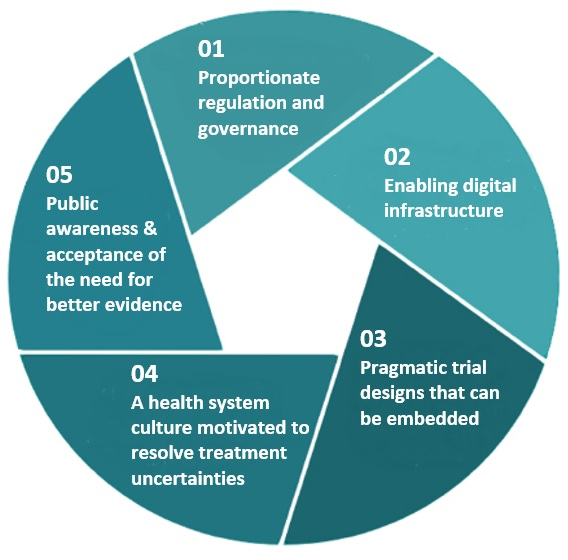 01
Proportionate
regulation and
governance
02
Enabling digital
infrastructure
03
Pragmatic trial
designs that can
be embedded
04
A health system
culture motivated to
resolve treatment
uncertainties
05
Public
awareness &
acceptance of
the need for
better evidence